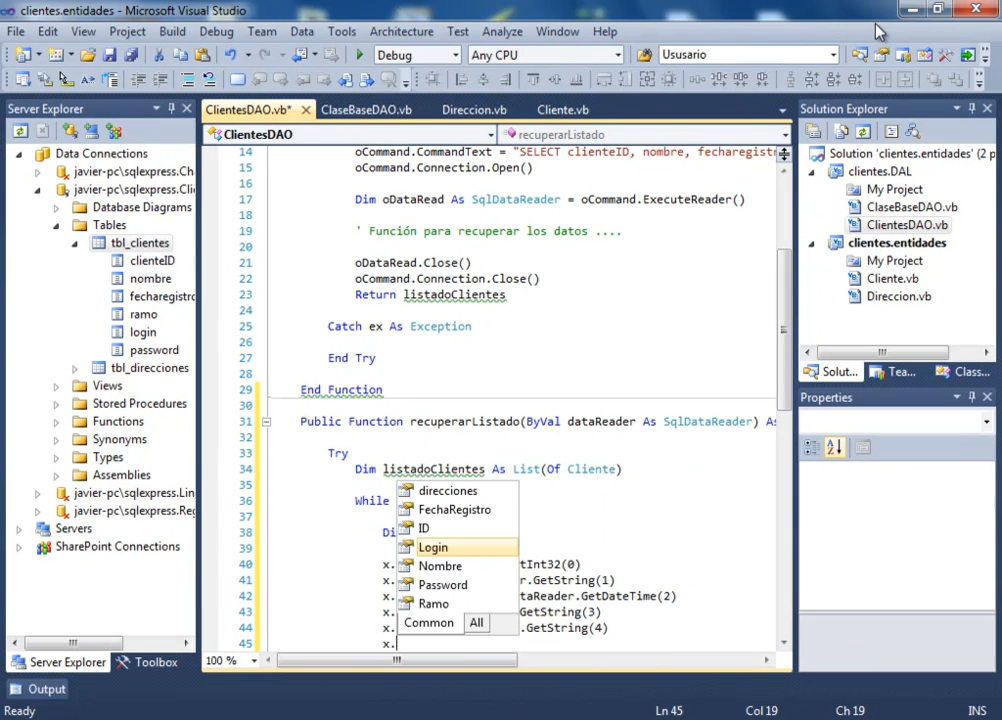 clientes.entidades - Microsoft Visual Studio
File Edit View Project Build Debug Team Data Tools Architecture Test Analyze Window Help
Debug Any CPU Ususario
Server Explorer
Data Connections
javier-pc\sqlexpress.Ch
javier-pc\sqlexpress.Cli
Database Diagrams
Tables
tbl_clientes
clienteID
nombre
fecharegistro
ramo
login
password
tbl_direcciones
Views
Stored Procedures
Functions
Synonyms
Types
Assemblies
javier-pc\sqlexpress.Lin
javier-pc\sqlexpress.Reg
Servers
SharePoint Connections
Server Explorer Toolbox
ClientesDAO.vb* ClaseBaseDAO.vb Direccion.vb Cliente.vb
ClientesDAO recuperarListado
14 oCommand.CommandText = "SELECT clienteID, nombre, fecharegistr
15 oCommand.Connection.Open()
16
17 Dim oDataRead As SqlDataReader = oCommand.ExecuteReader()
18
19 ' Función para recuperar los datos ....
20
21 oDataRead.Close()
22 oCommand.Connection.Close()
23 Return listadoClientes
24
25 Catch ex As Exception
26
27 End Try
28
29 End Function
30
31 Public Function recuperarListado(ByVal dataReader As SqlDataReader) As
32
33 Try
34 Dim listadoClientes As List(Of Cliente)
35
36 While
37
38 Di
39
40 x. tInt32(0)
41 x. r.GetString(1)
42 x. taReader.GetDateTime(2)
43 x. GetString(3)
44 x. .GetString(4)
45 x.
direcciones
FechaRegistro
ID
Login
Nombre
Password
Ramo
Common All
100 %
Solution Explorer
Solution 'clientes.entidades' (2 p
clientes.DAL
My Project
ClaseBaseDAO.vb
ClientesDAO.vb
clientes.entidades
My Project
Cliente.vb
Direccion.vb
Solut... Tea... Class...
Properties
Output
Ready Ln 45 Col 19 Ch 19 INS